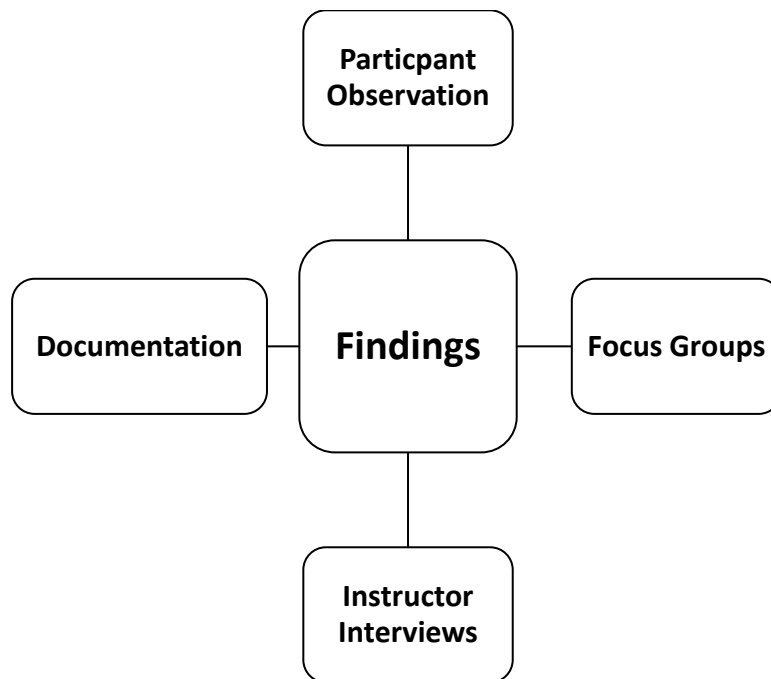 Particpant
Observation
Documentation
Findings
Focus Groups
Instructor
Interviews